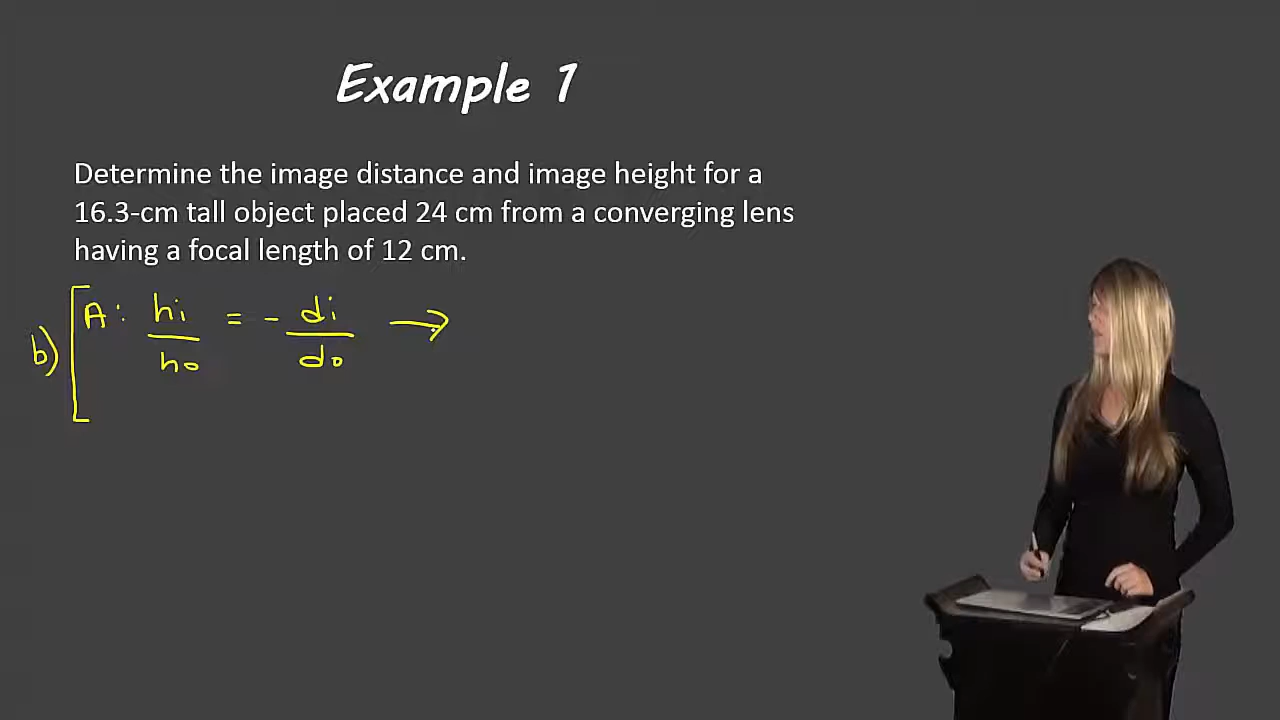 Example 1
Determine the image distance and image height for a
16.3-cm tall object placed 24 cm from a converging lens
having a focal length of 12 cm.
b) [ A: hi/ho = - di/do →